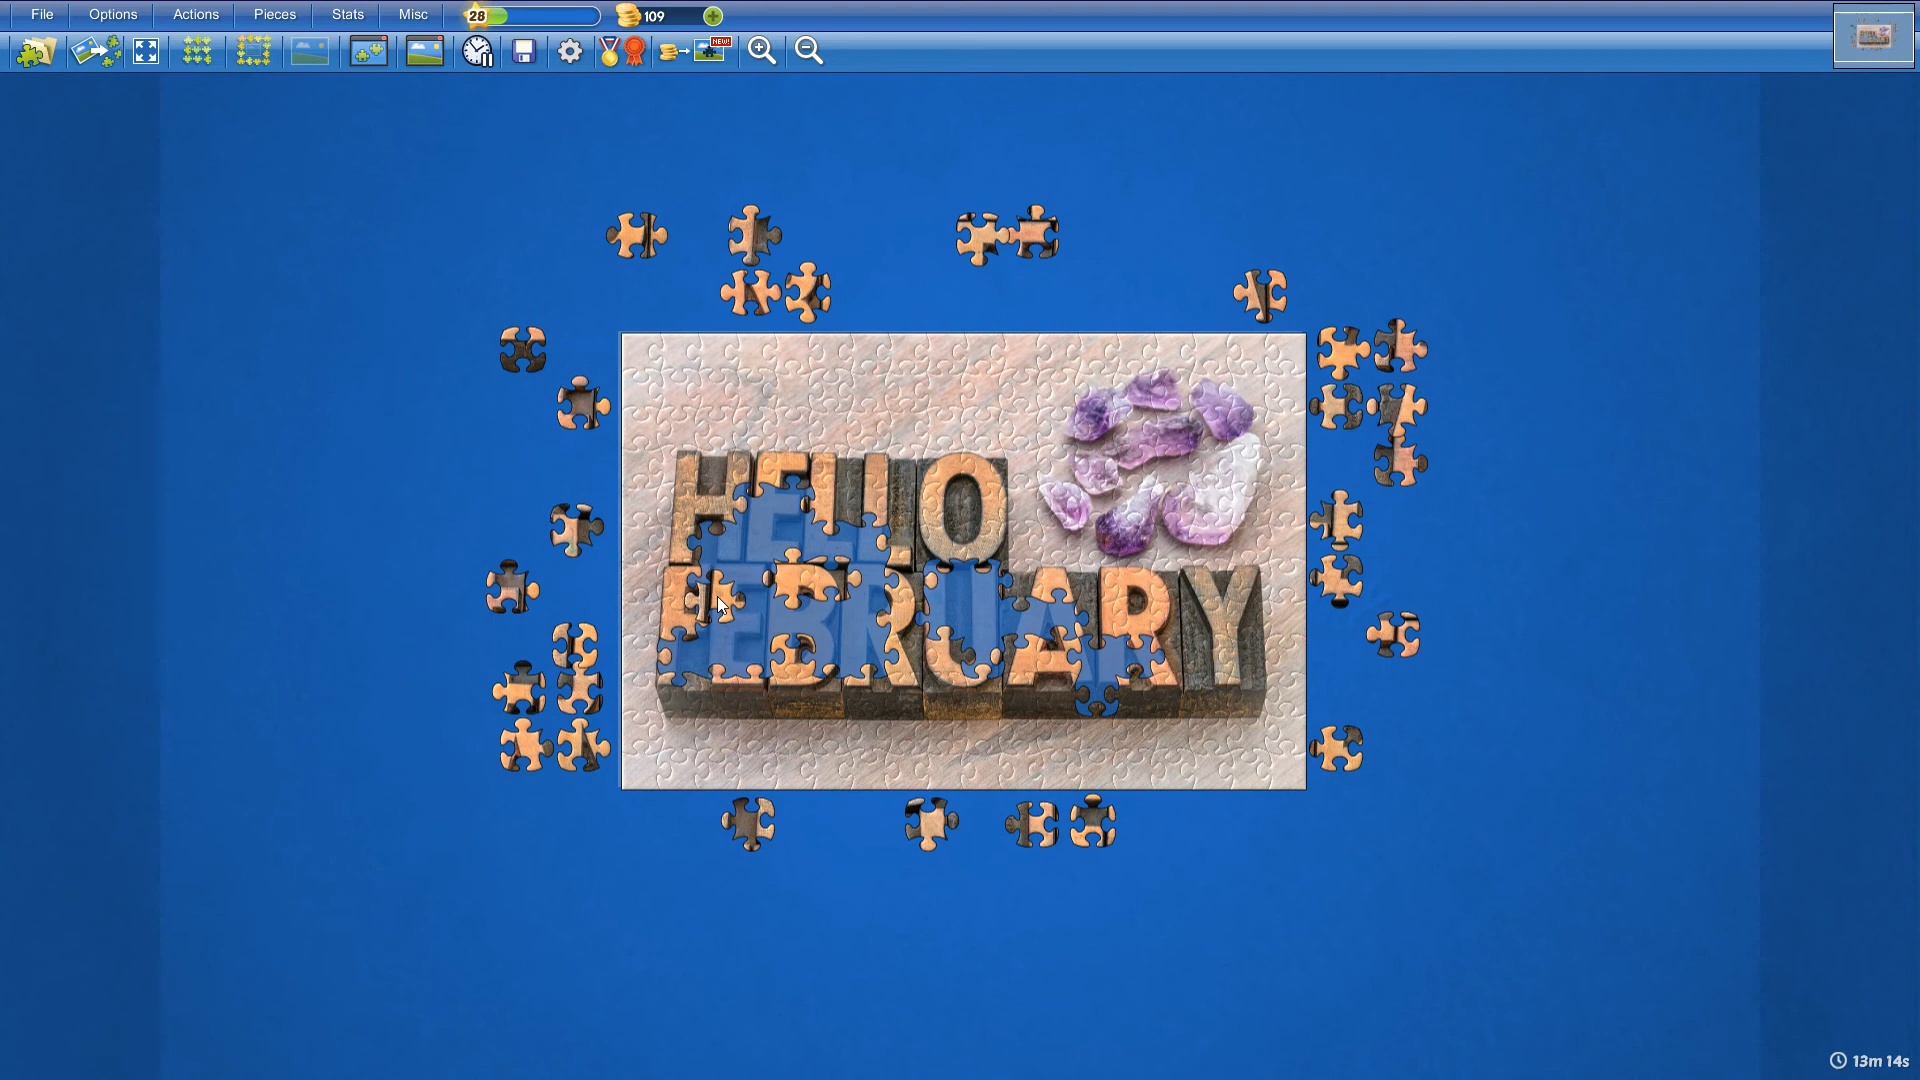 File Options Actions Pieces Stats Misc 28 109
NEW!
HELLO
FEBRUARY
13m 14s